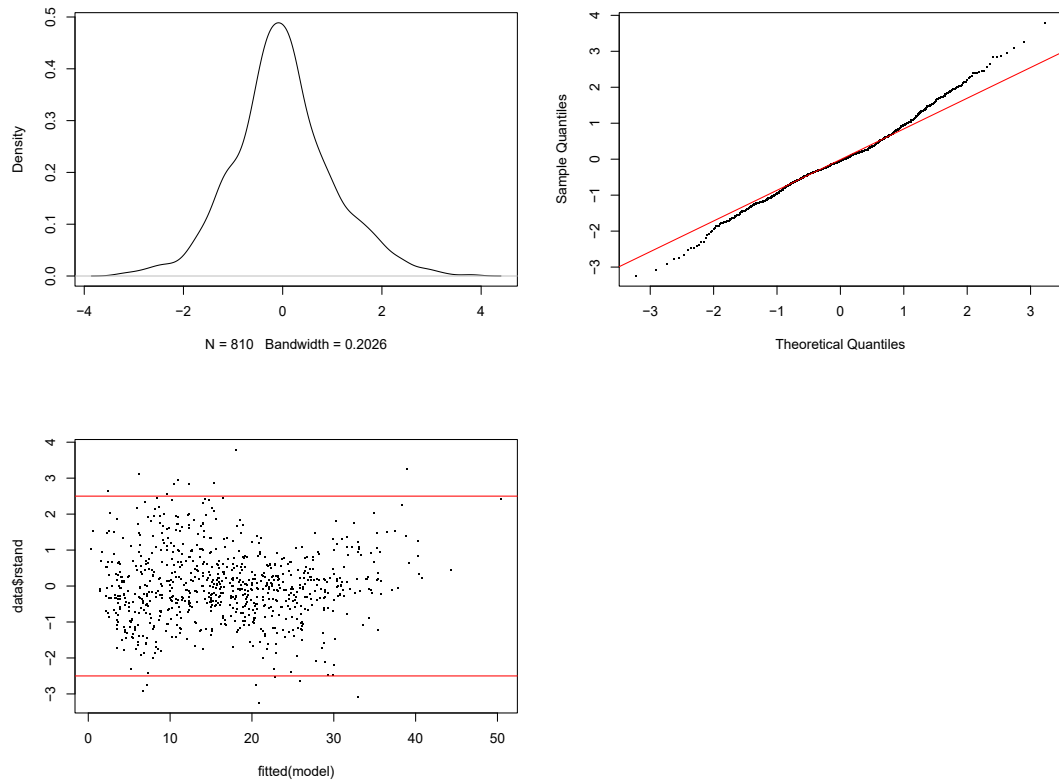 0.0 0.1 0.2 0.3 0.4 0.5
Density
−4 −2 0 2 4
N = 810 Bandwidth = 0.2026
−3 −2 −1 0 1 2 3 4
Sample Quantiles
−3 −2 −1 0 1 2 3
Theoretical Quantiles
−3 −2 −1 0 1 2 3 4
data$rstand
0 10 20 30 40 50
fitted(model)